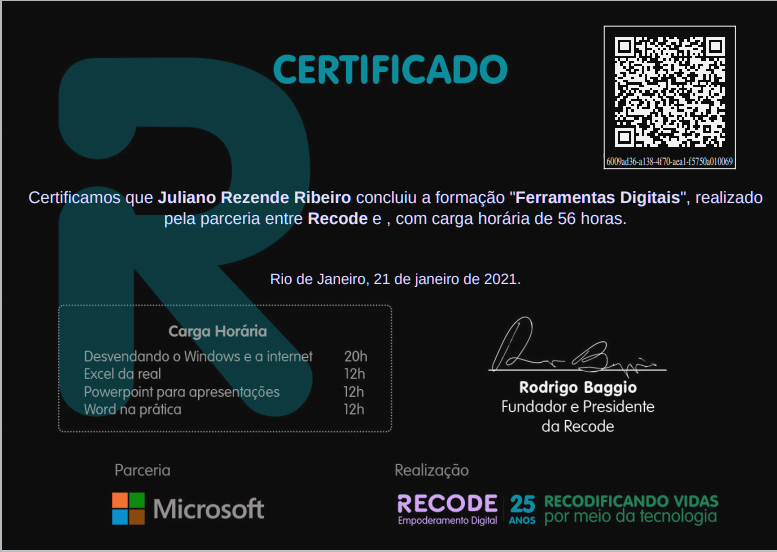 CERTIFICADO
6009ad36-a138-4f70-aea1-f5750a010069
Certificamos que Juliano Rezende Ribeiro concluiu a formação "Ferramentas Digitais", realizado
pela parceria entre Recode e , com carga horária de 56 horas.
Rio de Janeiro, 21 de janeiro de 2021.
Carga Horária
Desvendando o Windows e a internet 20h
Excel da real 12h
Powerpoint para apresentações 12h
Word na prática 12h
Rodrigo Baggio
Fundador e Presidente
da Recode
Parceria
Microsoft
Realização
RECODE
Empoderamento Digital
25
ANOS
RECODIFICANDO VIDAS
por meio da tecnologia